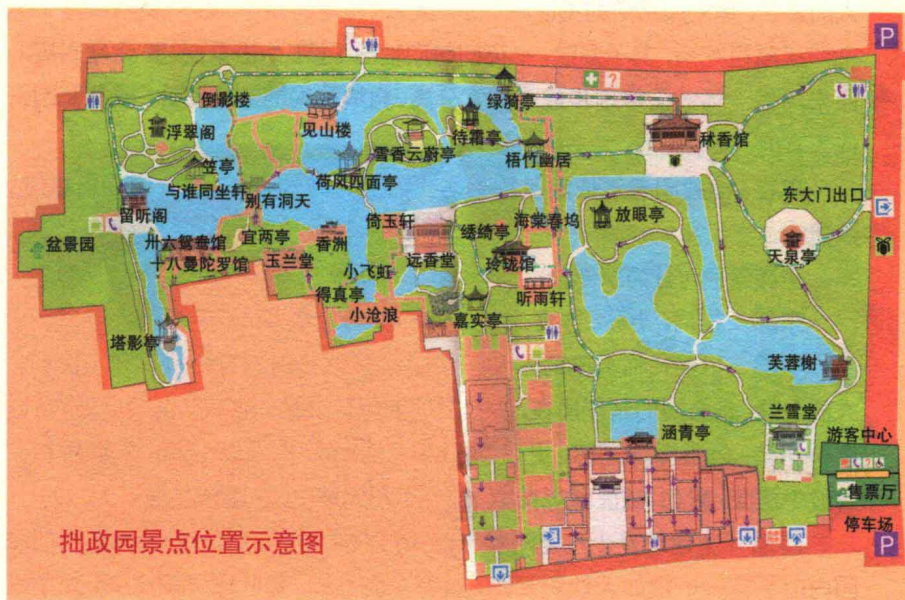 P
倒影楼
绿漪亭
浮翠阁
见山楼
待霜亭
秫香馆
雪香云蔚亭
梧竹幽居
笠亭
与谁同坐轩
荷风四面亭
别有洞天
东大门出口
留听阁
倚玉轩
海棠春坞
放眼亭
盆景园
卅六鸳鸯馆
十八曼陀罗馆
宜两亭
香洲
绣绮亭
玉兰堂
远香堂
玲珑馆
天泉亭
小飞虹
得真亭
听雨轩
小沧浪
嘉实亭
塔影亭
芙蓉榭
兰雪堂
涵青亭
游客中心
售票厅
停车场
P
拙政园景点位置示意图